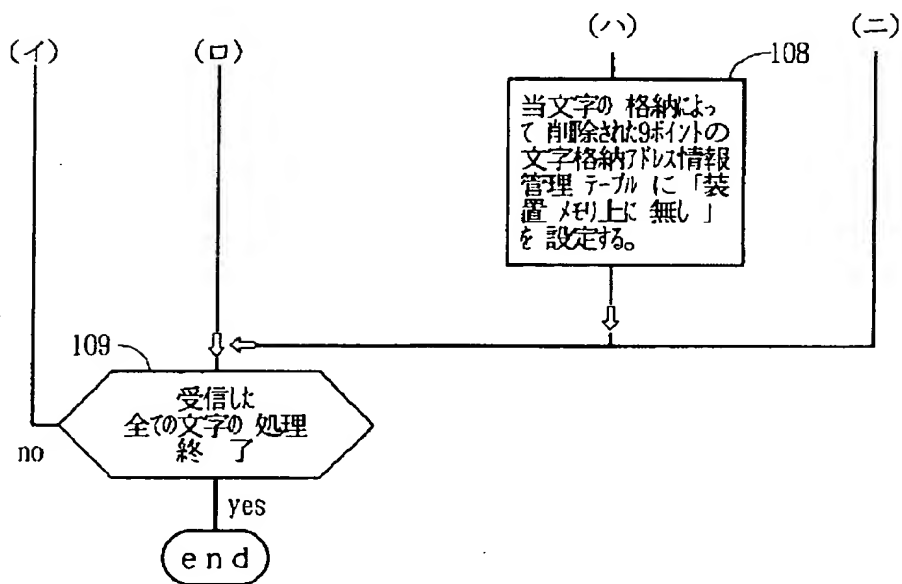 (イ) (ロ) (ハ) (ニ)
108
当文字の 格納によっ
て 削除された9ポイントの
文字格納アドレス情報
管理 テーブル に 「装
置 メモリ上に 無し 」
を 設定する。
109
受信した
全ての文字の 処理
終 了
no
yes
end